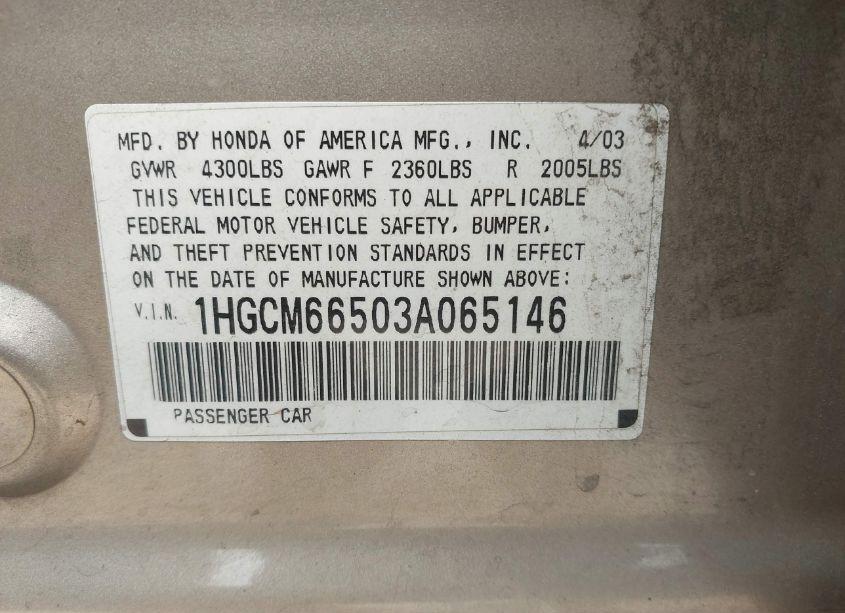 MFD. BY HONDA OF AMERICA MFG., INC. 4/03
GVWR 4300LBS GAWR F 2360LBS R 2005LBS
THIS VEHICLE CONFORMS TO ALL APPLICABLE
FEDERAL MOTOR VEHICLE SAFETY, BUMPER,
AND THEFT PREVENTION STANDARDS IN EFFECT
ON THE DATE OF MANUFACTURE SHOWN ABOVE:
V.I.N. 1HGCM66503A065146
PASSENGER CAR